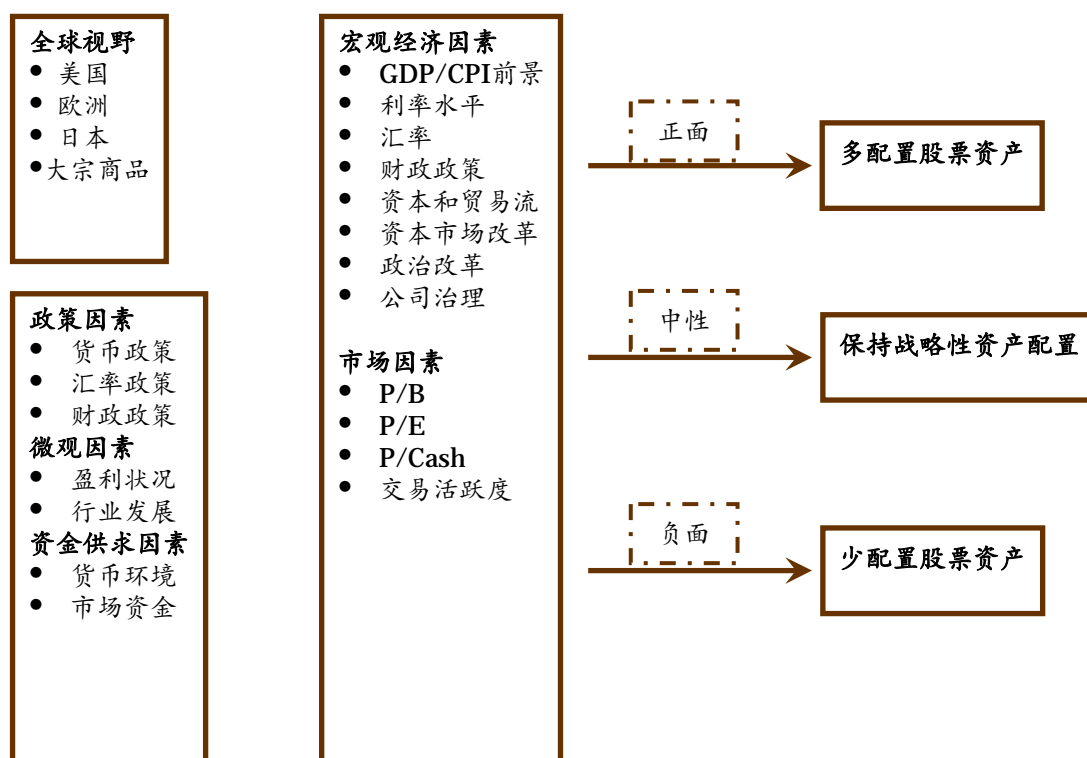 全球视野
● 美国
● 欧洲
● 日本
●大宗商品
政策因素
● 货币政策
● 汇率政策
● 财政政策
微观因素
● 盈利状况
● 行业发展
资金供求因素
● 货币环境
● 市场资金
宏观经济因素
● GDP/CPI前景
● 利率水平
● 汇率
● 财政政策
● 资本和贸易流
● 资本市场改革
● 政治改革
● 公司治理
市场因素
● P/B
● P/E
● P/Cash
● 交易活跃度
正面
多配置股票资产
中性
保持战略性资产配置
负面
少配置股票资产